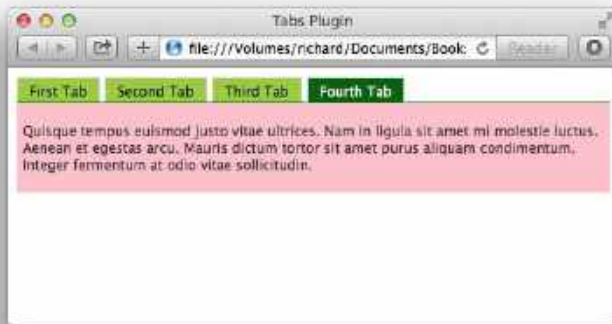 Tabs Plugin
file:///Volumes/richard/Documents/Book:
Reader
First Tab Second Tab Third Tab Fourth Tab
Quisque tempus euismod justo vitae ultrices. Nam in ligula sit amet mi molestie luctus.
Aenean et egestas arcu. Mauris dictum tortor sit amet purus aliquam condimentum.
Integer fermentum at odio vitae sollicitudin.